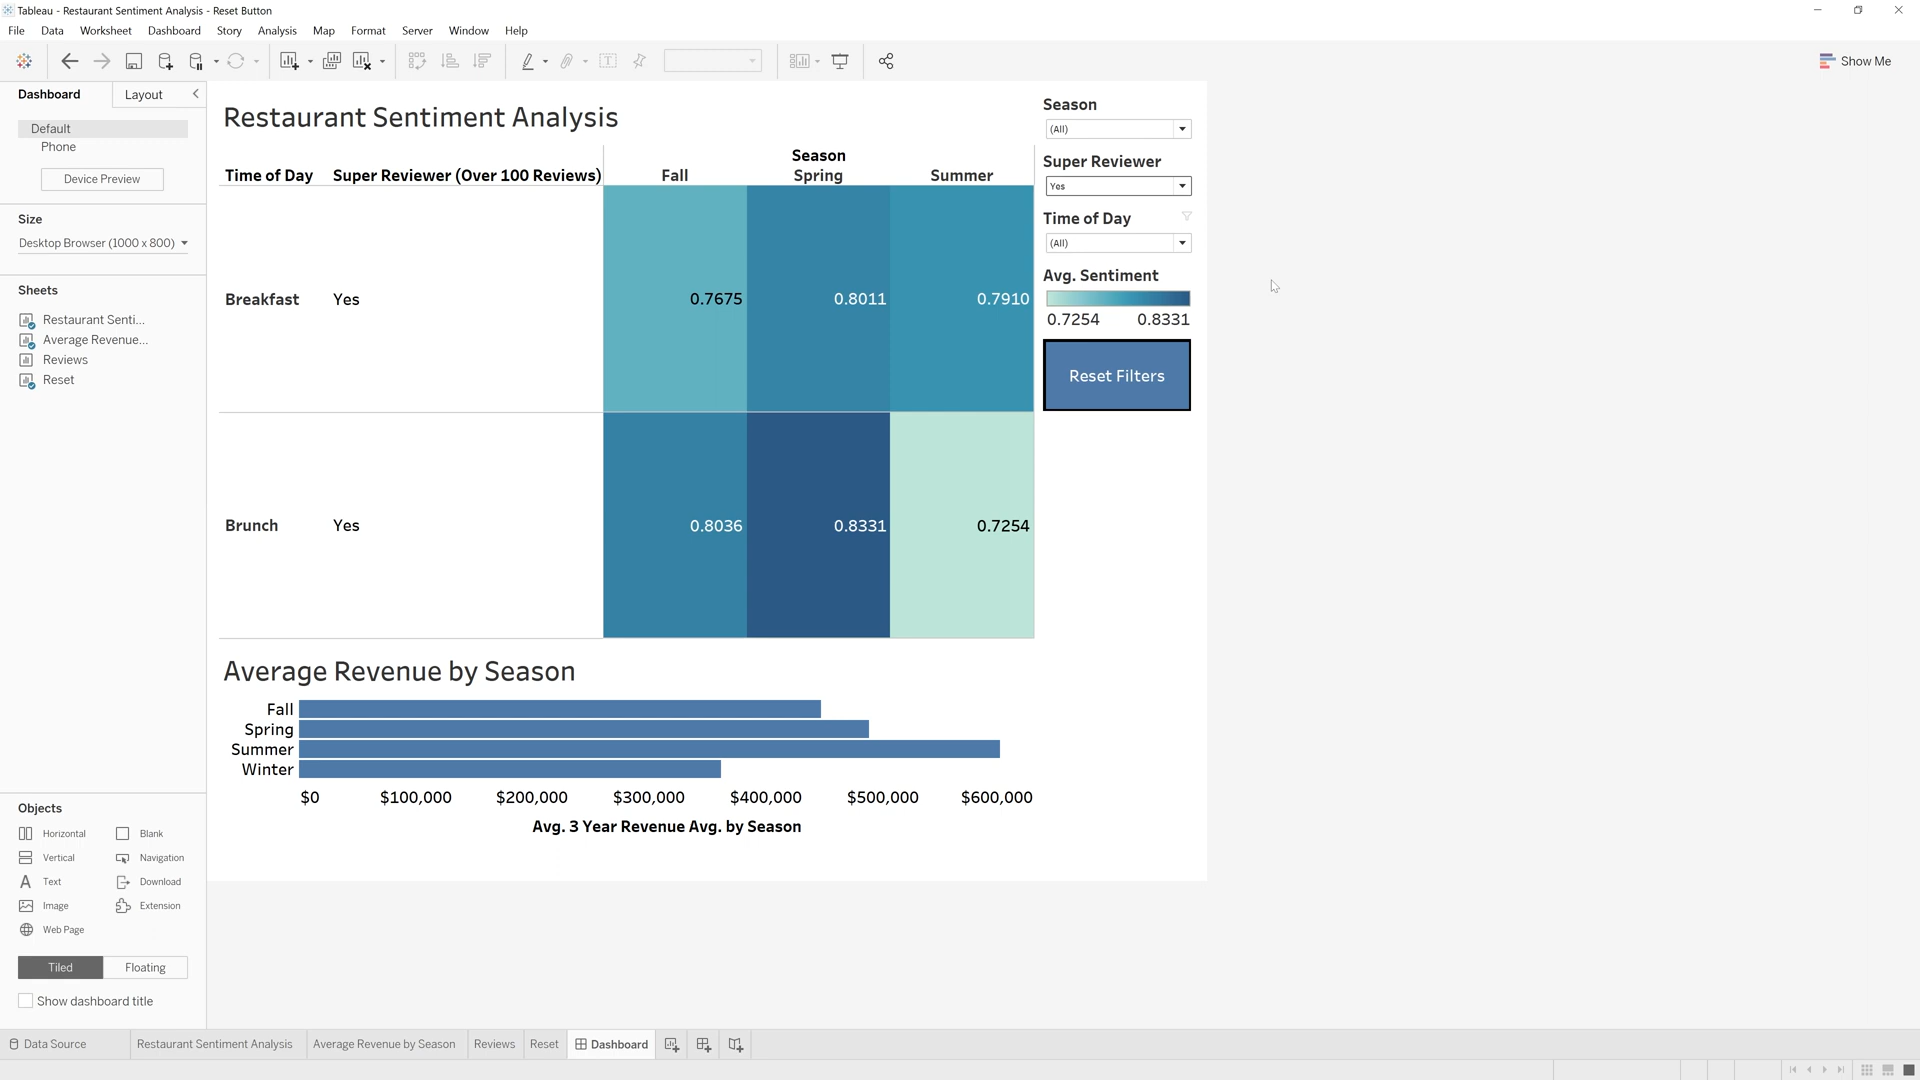 Tableau - Restaurant Sentiment Analysis - Reset Button
File Data Worksheet Dashboard Story Analysis Map Format Server Window Help
Show Me
Dashboard Layout
Default
Phone
Device Preview
Size
Desktop Browser (1000 x 800)
Sheets
Restaurant Senti...
Average Revenue...
Reviews
Reset
Objects
Horizontal Blank
Vertical Navigation
Text Download
Image Extension
Web Page
Tiled Floating
Show dashboard title
Restaurant Sentiment Analysis
Season
Time of Day Super Reviewer (Over 100 Reviews) Fall Spring Summer
Breakfast Yes 0.7675 0.8011 0.7910
Brunch Yes 0.8036 0.8331 0.7254
Average Revenue by Season
Fall
Spring
Summer
Winter
$0 $100,000 $200,000 $300,000 $400,000 $500,000 $600,000
Avg. 3 Year Revenue Avg. by Season
Season
(All)
Super Reviewer
Yes
Time of Day
(All)
Avg. Sentiment
0.7254 0.8331
Reset Filters
Data Source Restaurant Sentiment Analysis Average Revenue by Season Reviews Reset Dashboard